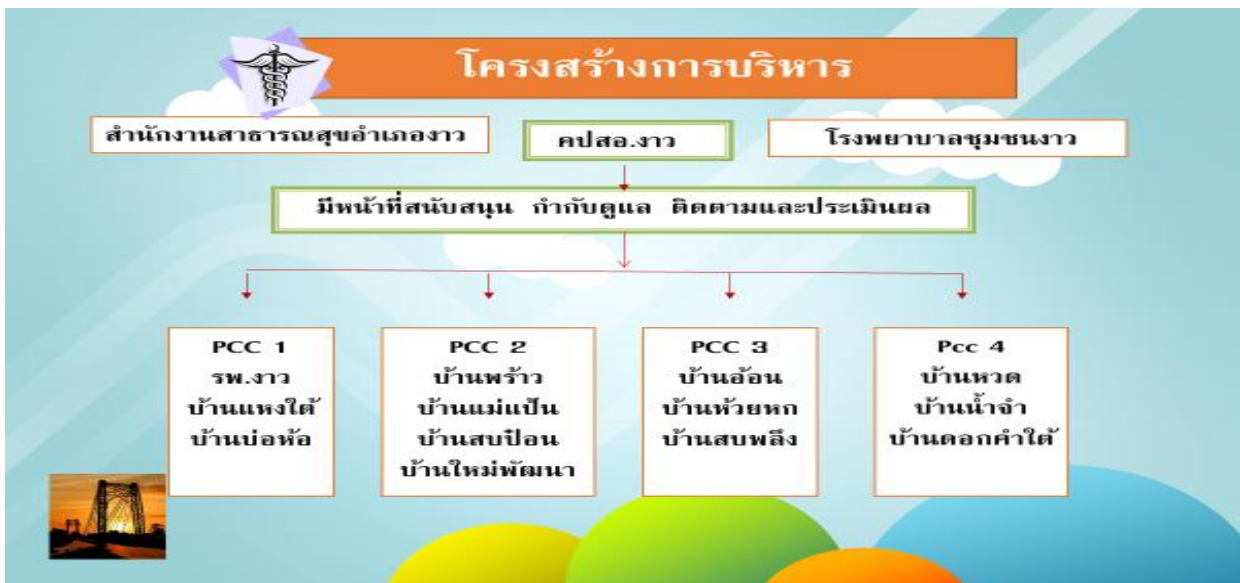 โครงสร้างการบริหาร
สำนักงานสาธารณสุขอำเภองาว
คปสอ.งาว
โรงพยาบาลชุมชนงาว
มีหน้าที่สนับสนุน กำกับดูแล ติดตามและประเมินผล
PCC 1
รพ.งาว
บ้านแหงใต้
บ้านบ่อห้อ
PCC 2
บ้านพร้าว
บ้านแม่แป้น
บ้านสบป๋อน
บ้านใหม่พัฒนา
PCC 3
บ้านอ้อน
บ้านห้วยหก
บ้านสบพลึง
Pcc 4
บ้านหวด
บ้านน้ำจำ
บ้านดอกคำใต้